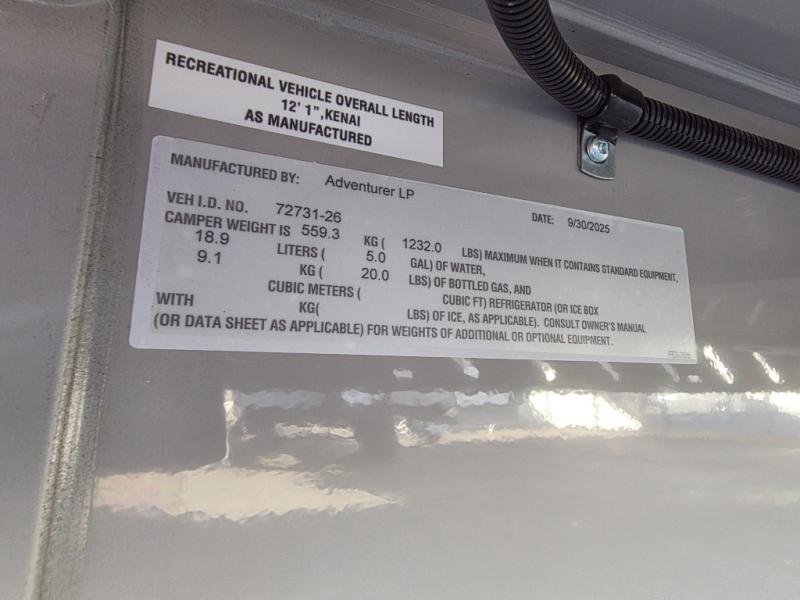 RECREATIONAL VEHICLE OVERALL LENGTH
12' 1",KENAI
AS MANUFACTURED
MANUFACTURED BY: Adventurer LP
VEH I.D. NO. 72731-26 DATE: 9/30/2025
CAMPER WEIGHT IS 559.3 KG ( 1232.0 LBS) MAXIMUM WHEN IT CONTAINS STANDARD EQUIPMENT,
18.9 LITERS ( 5.0 GAL) OF WATER,
9.1 KG ( 20.0 LBS) OF BOTTLED GAS, AND
CUBIC METERS ( CUBIC FT) REFRIGERATOR (OR ICE BOX
WITH KG( LBS) OF ICE, AS APPLICABLE). CONSULT OWNER'S MANUAL
(OR DATA SHEET AS APPLICABLE) FOR WEIGHTS OF ADDITIONAL OR OPTIONAL EQUIPMENT.